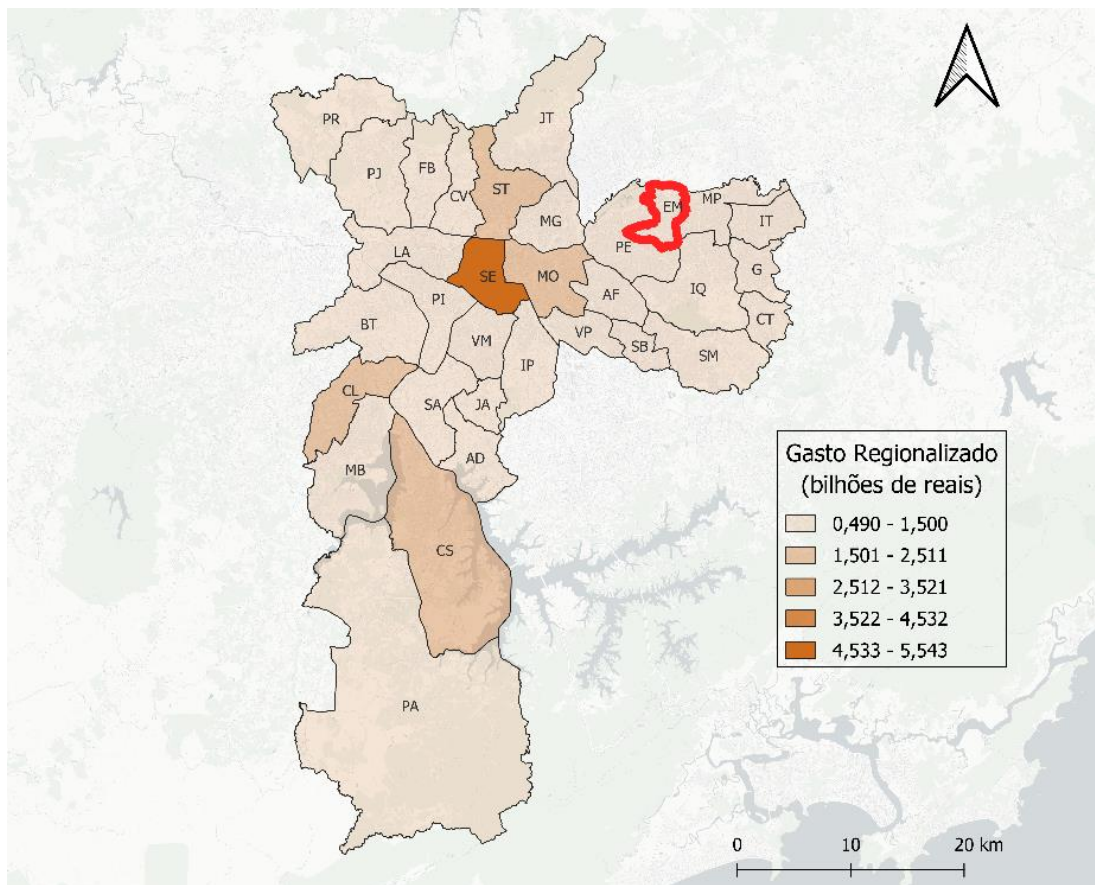 JT
PR
PJ
FB
CV
ST
MG
EM
MP
IT
PE
LA
SE
MO
G
IQ
AF
PI
BT
VM
IP
VP
SB
SM
CT
CL
SA
JA
AD
MB
CS
PA
Gasto Regionalizado
(bilhões de reais)
0,490 - 1,500
1,501 - 2,511
2,512 - 3,521
3,522 - 4,532
4,533 - 5,543
0 10 20 km